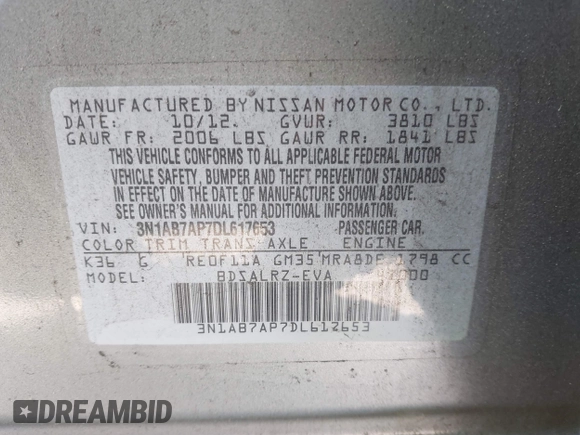 MANUFACTURED BY NISSAN MOTOR CO., LTD.
DATE: 10/12. GVUR: 3810 LBS
GAUR FR: 2006 LBS GAUR RR: 1841 LBS
THIS VEHICLE CONFORMS TO ALL APPLICABLE FEDERAL MOTOR
VEHICLE SAFETY, BUMPER AND THEFT PREVENTION STANDARDS
IN EFFECT ON THE DATE OF MANUFACTURE SHOWN ABOVE.
SEE OWNER'S MANUAL FOR ADDITIONAL INFORMATION.
VIN: 3N1AB7AP7DL617653 PASSENGER CAR.
COLOR TRIM TRANS AXLE ENGINE
K36 G RE0F11A GM35 MRA8DE 1798 CC
MODEL: BDSALRZ-EVA
3N1AB7AP7DL617653
DREAMBID